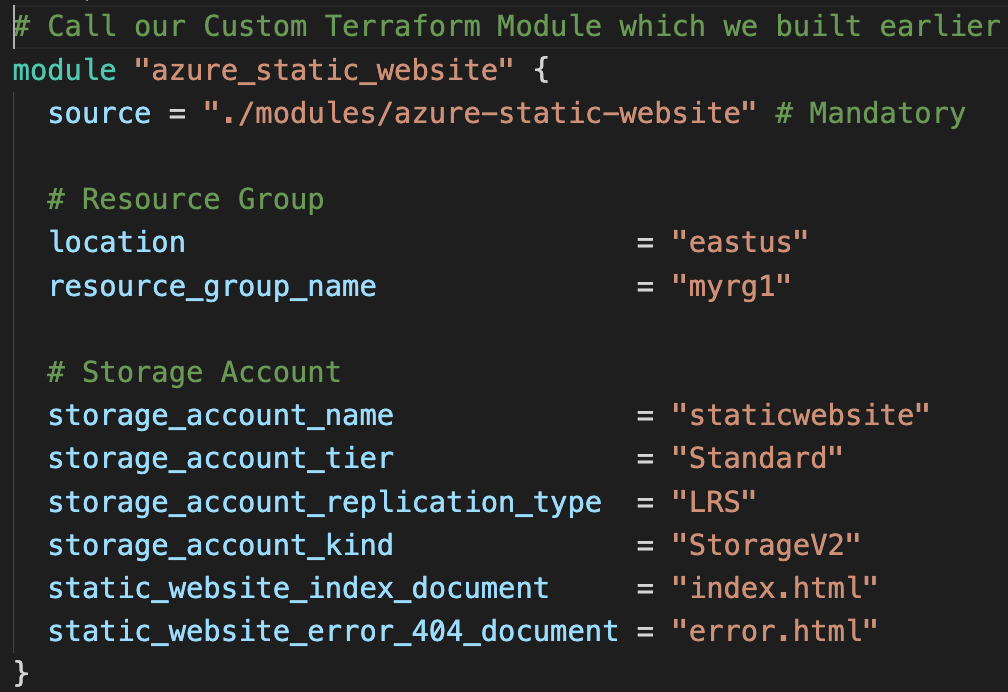 # Call our Custom Terraform Module which we built earlier
module "azure_static_website" {
source = "./modules/azure-static-website" # Mandatory
# Resource Group
location = "eastus"
resource_group_name = "myrg1"
# Storage Account
storage_account_name = "staticwebsite"
storage_account_tier = "Standard"
storage_account_replication_type = "LRS"
storage_account_kind = "StorageV2"
static_website_index_document = "index.html"
static_website_error_404_document = "error.html"
}